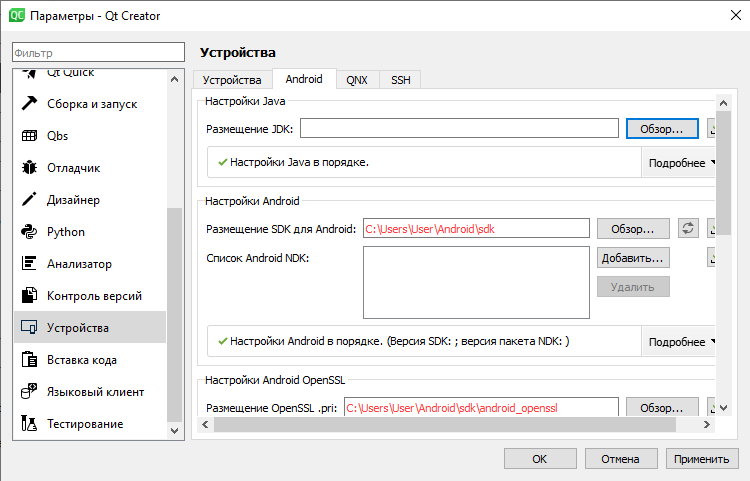 QC Параметры - Qt Creator
Фильтр
Qt Quick
Сборка и запуск
Qbs
Отладчик
Дизайнер
Python
Анализатор
Контроль версий
Устройства
Вставка кода
Языковый клиент
Тестирование
Устройства
Устройства Android QNX SSH
Настройки Java
Размещение JDK: Обзор...
Настройки Java в порядке. Подробнее
Настройки Android
Размещение SDK для Android: C:\Users\User\Android\sdk Обзор...
Список Android NDK: Добавить...
Удалить
Настройки Android в порядке. (Версия SDK: ; версия пакета NDK: ) Подробнее
Настройки Android OpenSSL
Размещение OpenSSL .pri: C:\Users\User\Android\sdk\android_openssl Обзор...
OK Отмена Применить